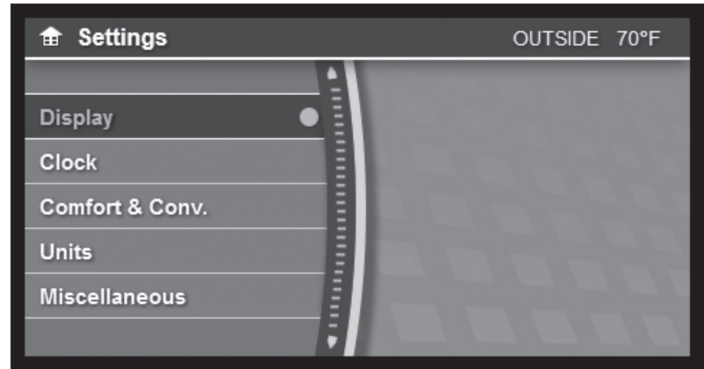 Settings OUTSIDE 70°F
Display
Clock
Comfort & Conv.
Units
Miscellaneous